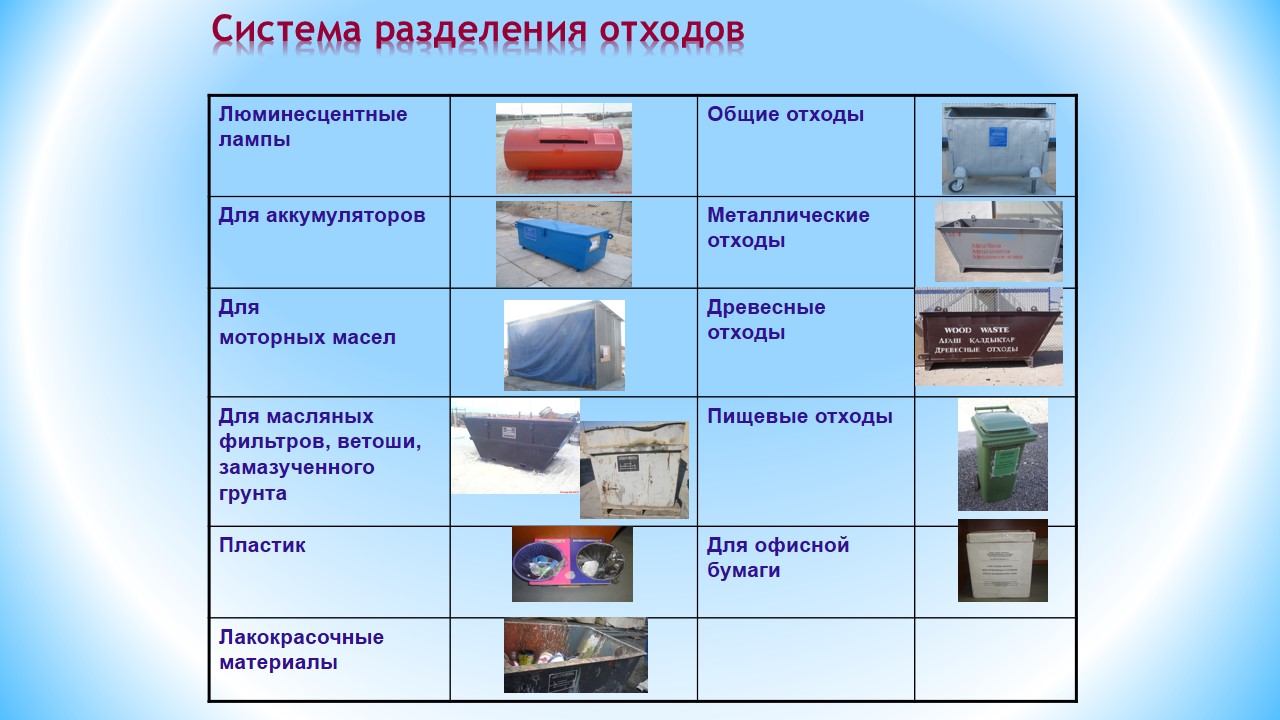 Система разделения отходов
Люминесцентные
лампы
Общие отходы
Для аккумуляторов
Металлические
отходы
Для
моторных масел
Древесные
отходы
WOOD WASTE
АҒАШ ҚАЛДЫҚТАР
ДРЕВЕСНЫЕ ОТХОДЫ
Для масляных
фильтров, ветоши,
замазученного
грунта
Пищевые отходы
Пластик
Для офисной
бумаги
Лакокрасочные
материалы